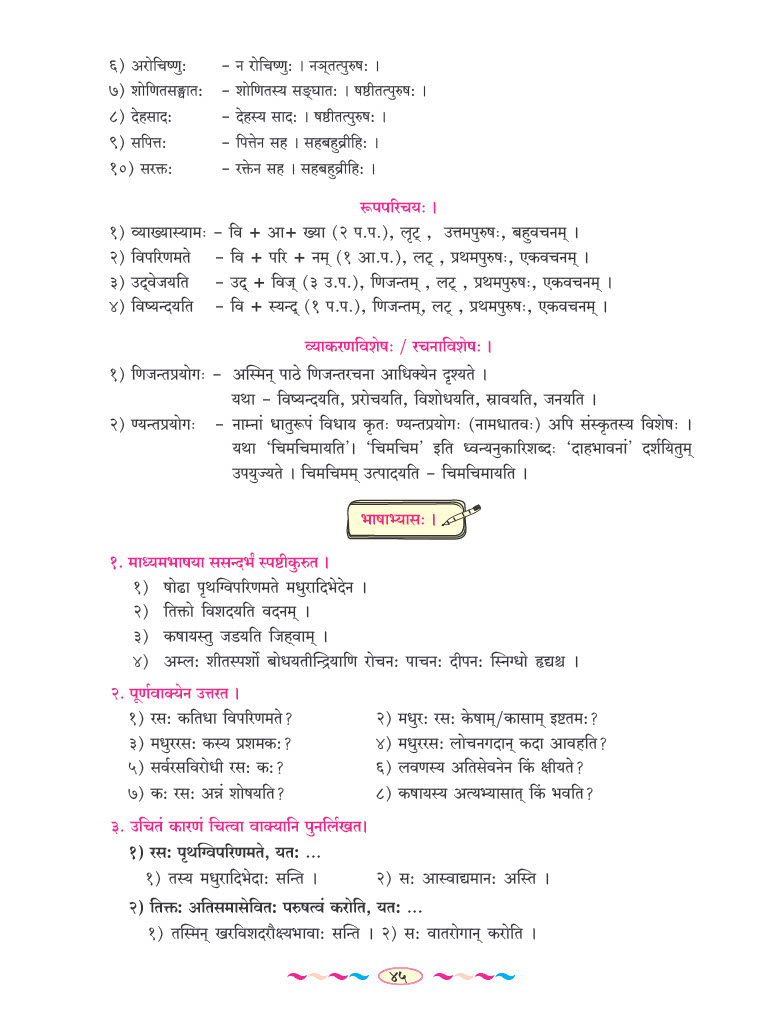 ६) अरोचिष्णुः – न रोचिष्णुः । नञ्तत्पुरुषः ।
७) शोणितसङ्घातः – शोणितस्य सङ्घातः । षष्ठीतत्पुरुषः ।
८) देहसादः – देहस्य सादः । षष्ठीतत्पुरुषः ।
९) सपित्तः – पित्तेन सह । सहबहुव्रीहिः ।
१०) सरक्तः – रक्तेन सह । सहबहुव्रीहिः ।
रूपपरिचयः ।
१) व्याख्यास्यामः – वि + आ+ ख्या (२ प.प.), लृट् , उत्तमपुरुषः, बहुवचनम् ।
२) विपरिणमते – वि + परि + नम् (१ आ.प.), लट् , प्रथमपुरुषः, एकवचनम् ।
३) उद्वेजयति – उद् + विज् (३ उ.प.), णिजन्तम् , लट् , प्रथमपुरुषः, एकवचनम् ।
४) विष्यन्दयति – वि + स्यन्द् (१ प.प.), णिजन्तम्, लट् , प्रथमपुरुषः, एकवचनम् ।
व्याकरणविशेषः / रचनाविशेषः ।
१) णिजन्तप्रयोगः – अस्मिन् पाठे णिजन्तरचना आधिक्येन दृश्यते ।
यथा – विष्यन्दयति, प्ररोचयति, विशोधयति, स्रावयति, जनयति ।
२) ण्यन्तप्रयोगः – नाम्नां धातुरूपं विधाय कृतः ण्यन्तप्रयोगः (नामधातवः) अपि संस्कृतस्य विशेषः ।
यथा ‘चिमचिमायति’। ‘चिमचिम’ इति ध्वन्यनुकारिशब्दः ‘दाहभावनां’ दर्शयितुम्
उपयुज्यते । चिमचिमम् उत्पादयति – चिमचिमायति ।
भाषाभ्यासः ।
१. माध्यमभाषया ससन्दर्भं स्पष्टीकुरुत ।
१) षोढा पृथग्विपरिणमते मधुरादिभेदेन ।
२) तिक्तो विशदयति वदनम् ।
३) कषायस्तु जडयति जिह्वाम् ।
४) अम्लः शीतस्पर्शो बोधयतीन्द्रियाणि रोचनः पाचनः दीपनः स्निग्धो हृद्यश्च ।
२. पूर्णवाक्येन उत्तरत ।
१) रसः कतिधा विपरिणमते? २) मधुरः रसः केषाम्/कासाम् इष्टतमः?
३) मधुररसः कस्य प्रशमकः? ४) मधुररसः लोचनगदान् कदा आवहति?
५) सर्वरसविरोधी रसः कः? ६) लवणस्य अतिसेवनेन किं क्षीयते?
७) कः रसः अन्नं शोषयति? ८) कषायस्य अत्यभ्यासात् किं भवति?
३. उचितं कारणं चित्वा वाक्यानि पुनर्लिखत।
१) रसः पृथग्विपरिणमते, यतः ...
१) तस्य मधुरादिभेदाः सन्ति । २) सः आस्वाद्यमानः अस्ति ।
२) तिक्तः अतिसमासेवितः परुषत्वं करोति, यतः ...
१) तस्मिन् खरविशदरौक्ष्यभावाः सन्ति । २) सः वातरोगान् करोति ।
४५